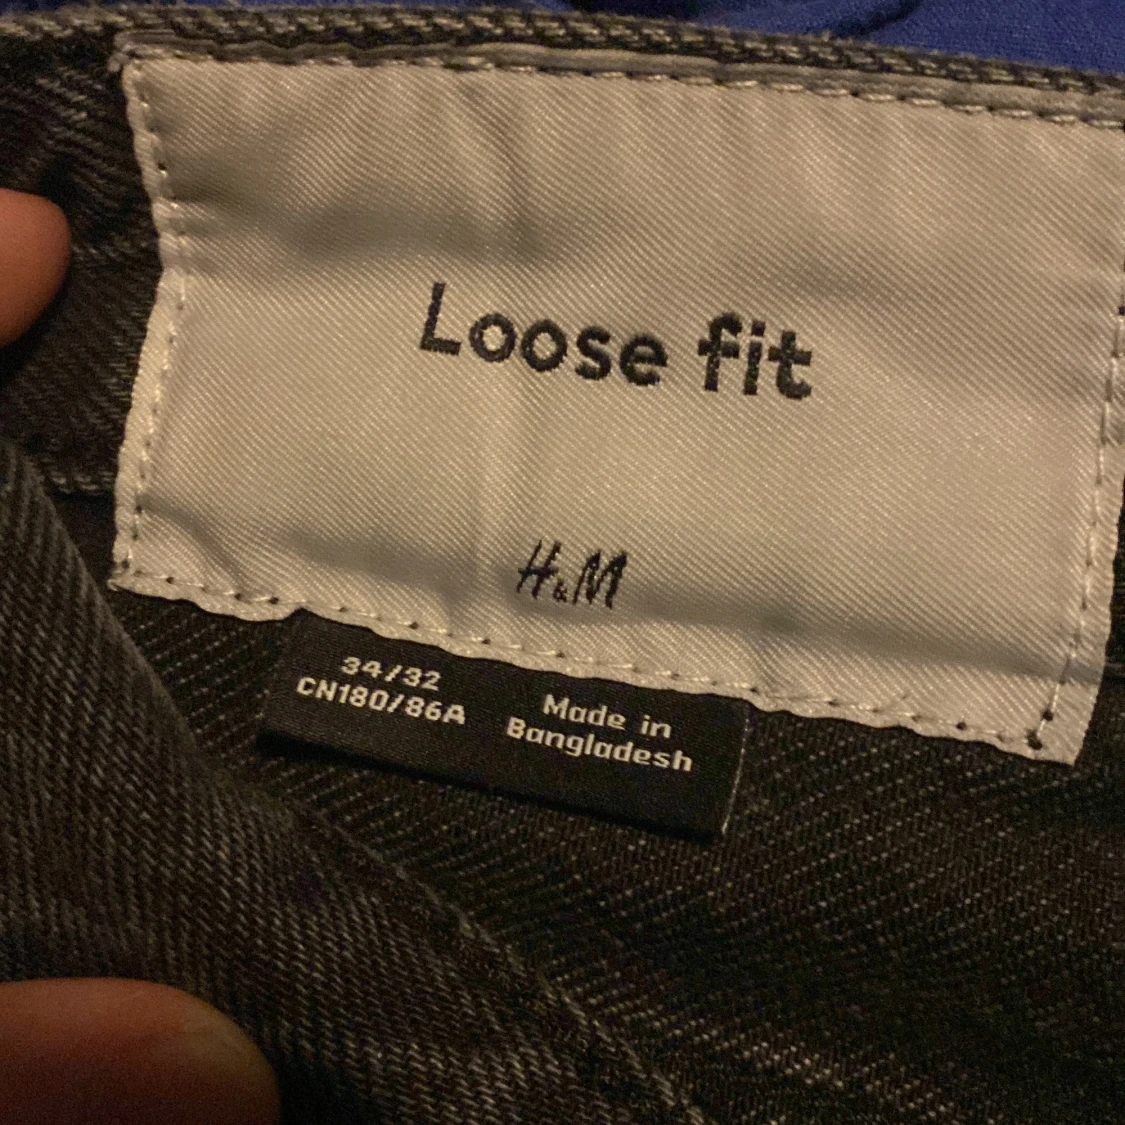 Loose fit
H&M
34/32
CN180/86A
Made in
Bangladesh